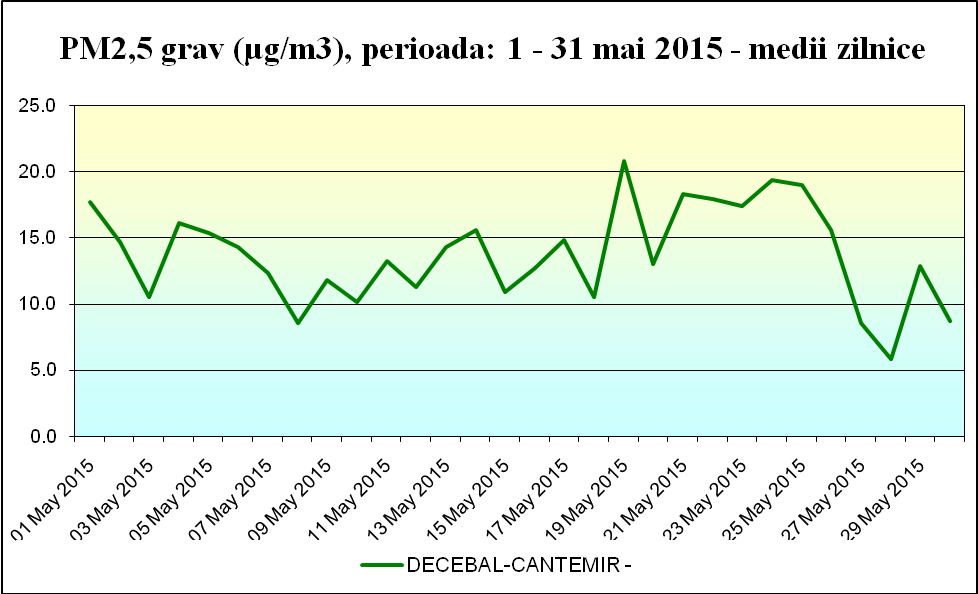 PM2,5 grav (µg/m3), perioada: 1 - 31 mai 2015 - medii zilnice
25.0
20.0
15.0
10.0
5.0
0.0
01 May 2015
03 May 2015
05 May 2015
07 May 2015
09 May 2015
11 May 2015
13 May 2015
15 May 2015
17 May 2015
19 May 2015
21 May 2015
23 May 2015
25 May 2015
27 May 2015
29 May 2015
DECEBAL-CANTEMIR -